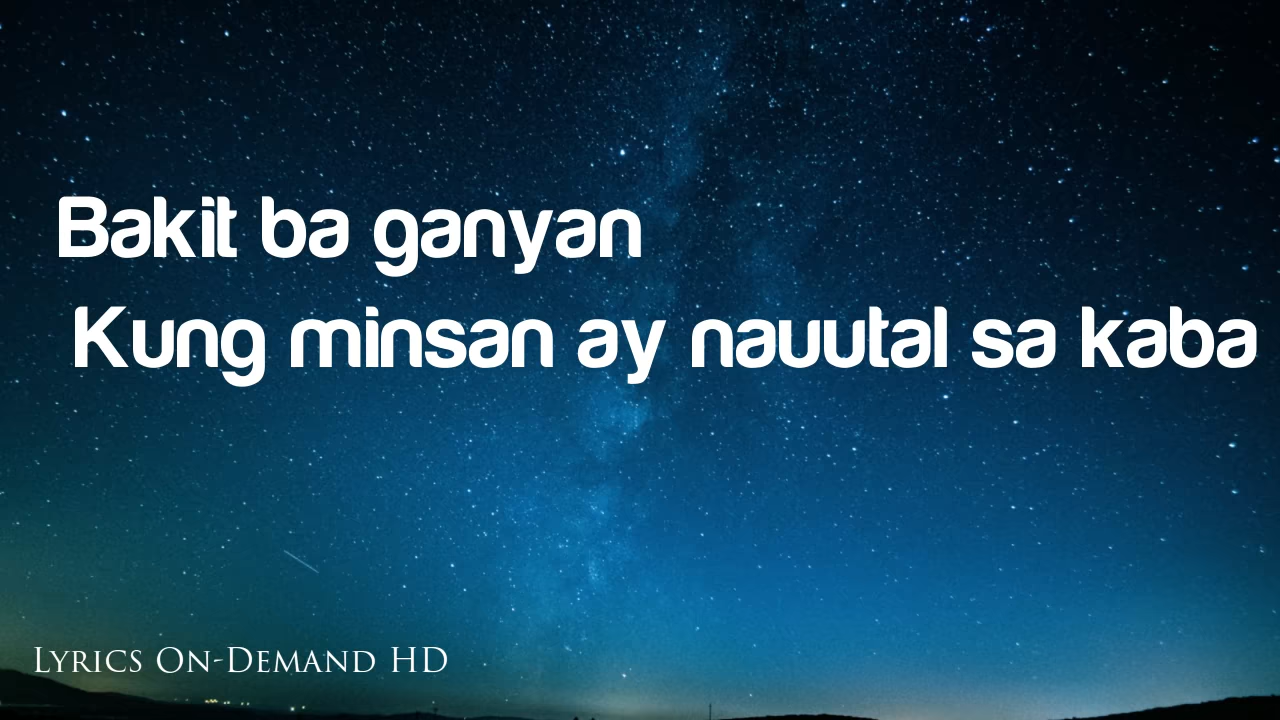 Bakit ba ganyan
Kung minsan ay nauutal sa kaba
Lyrics On-Demand HD